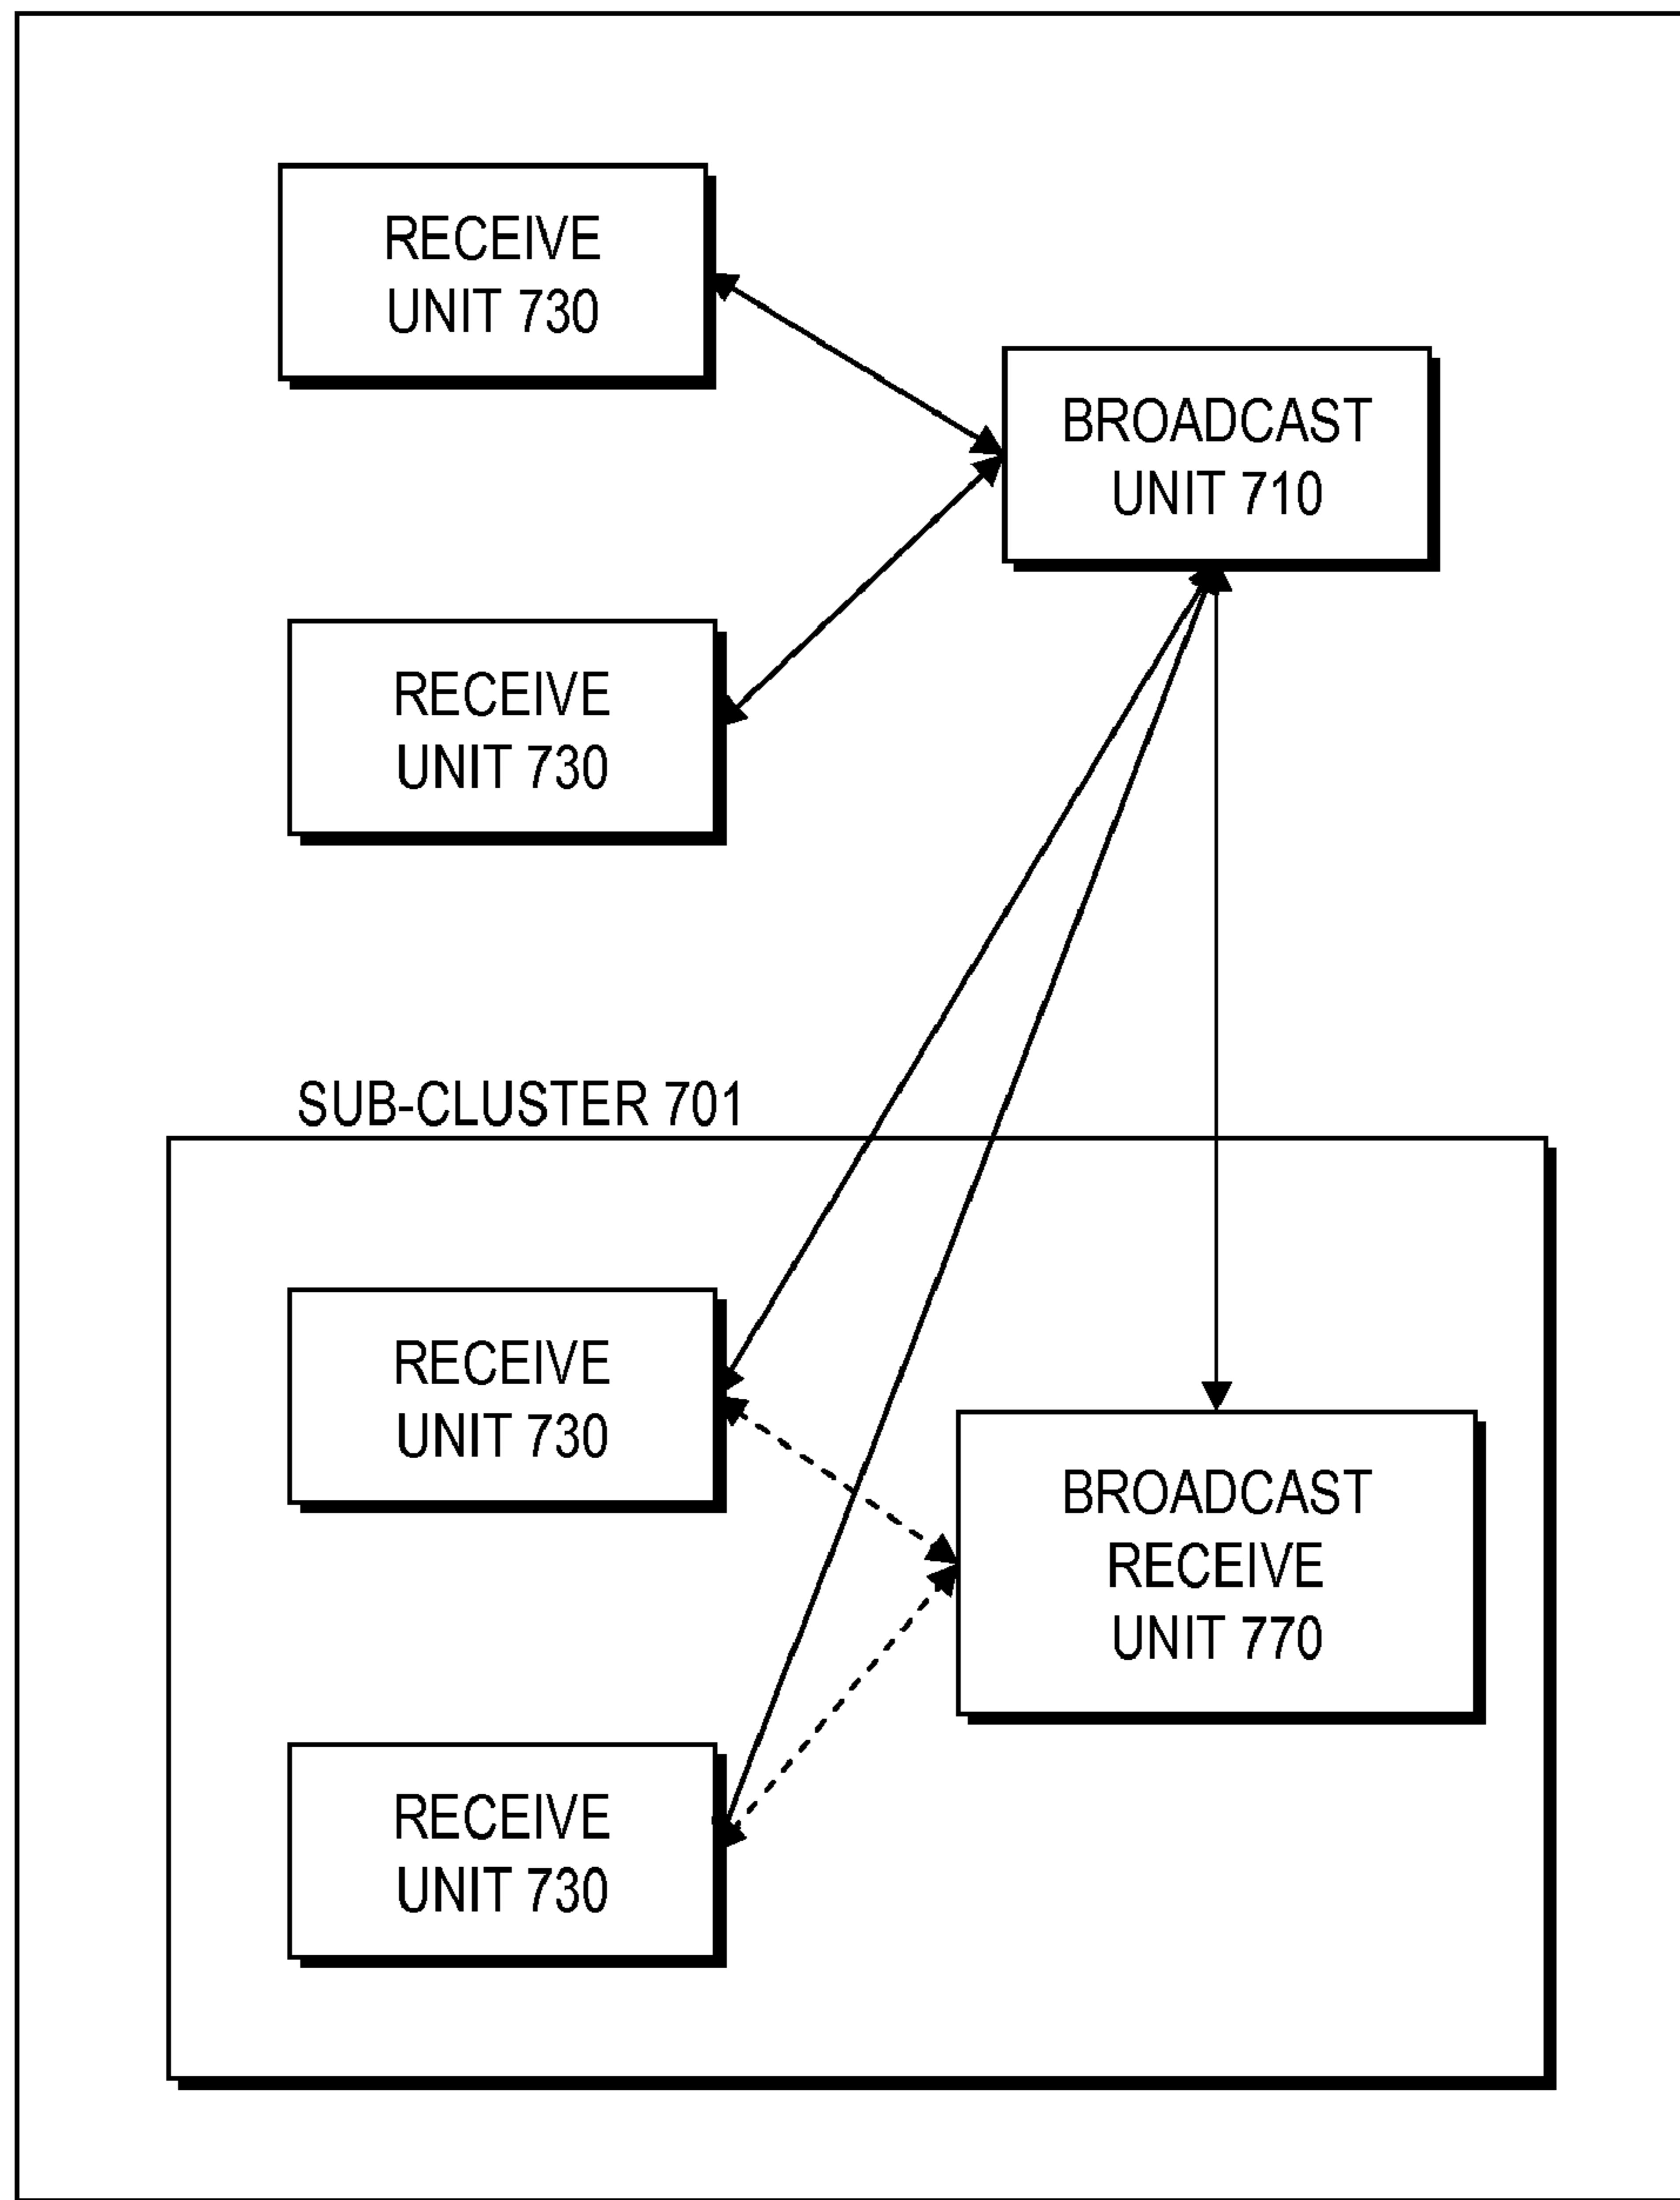 RECEIVE
UNIT 730
BROADCAST
UNIT 710
RECEIVE
UNIT 730
SUB-CLUSTER 701
RECEIVE
UNIT 730
BROADCAST
RECEIVE
UNIT 770
RECEIVE
UNIT 730